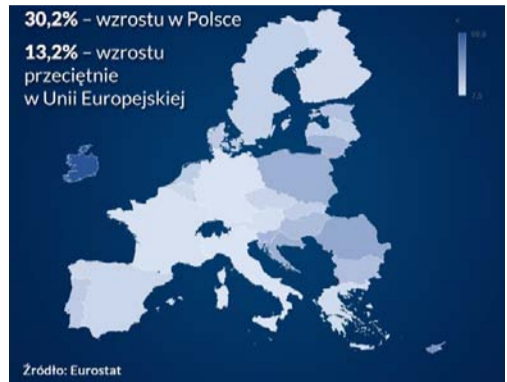 30,2% – wzrostu w Polsce
13,2% – wzrostu
przeciętnie
w Unii Europejskiej
Źródło: Eurostat